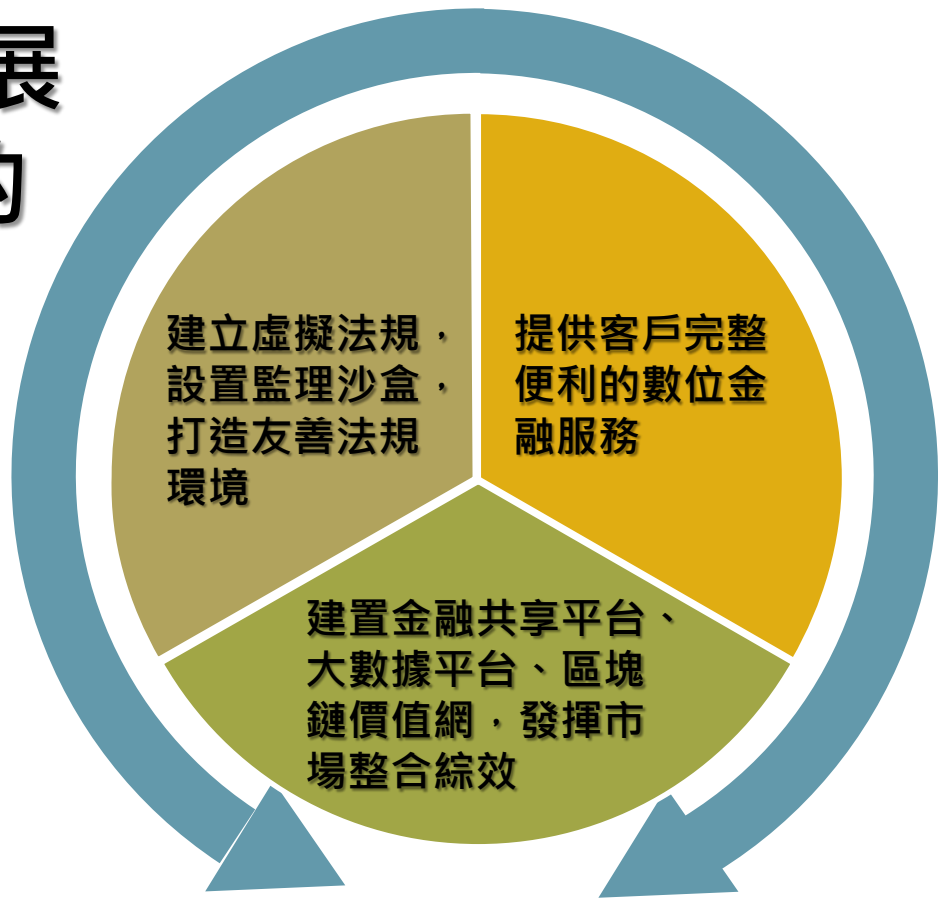 展
的
建立虛擬法規，
設置監理沙盒，
打造友善法規
環境
提供客戶完整
便利的數位金
融服務
建置金融共享平台、
大數據平台、區塊
鏈價值網，發揮市
場整合綜效